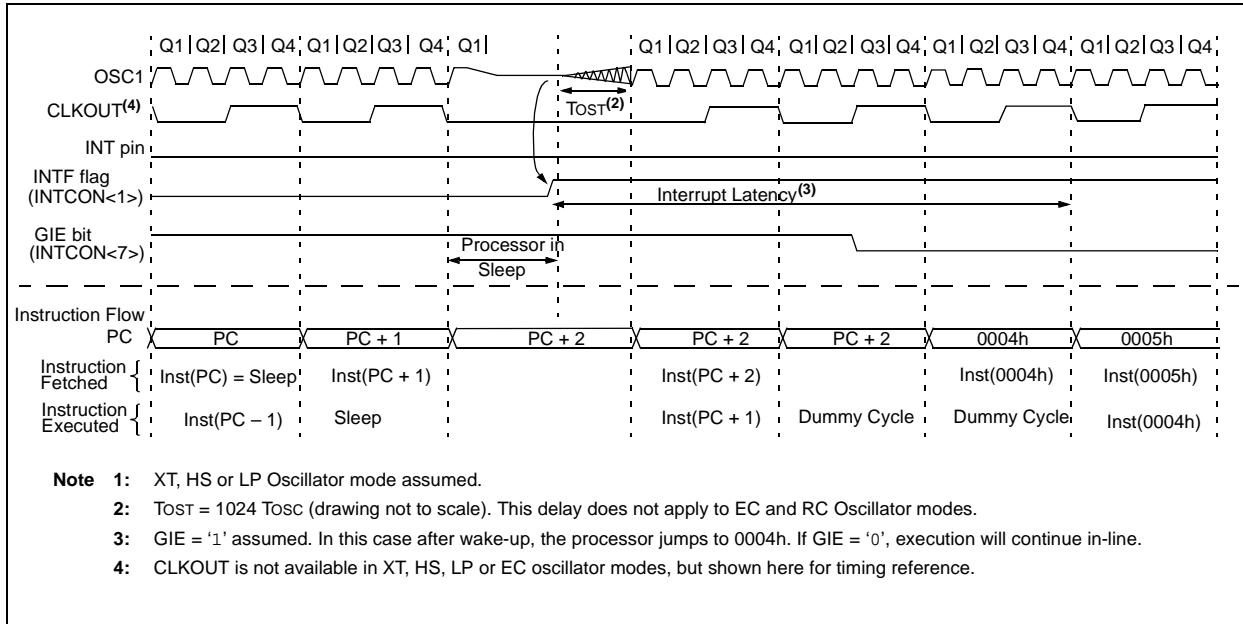 Q1 Q2 Q3 Q4 Q1 Q2 Q3 Q4 Q1 Q1 Q2 Q3 Q4 Q1 Q2 Q3 Q4 Q1 Q2 Q3 Q4 Q1 Q2 Q3 Q4
OSC1
TOST(2)
CLKOUT(4)
INT pin
INTF flag
(INTCON<1>)
Interrupt Latency(3)
GIE bit
(INTCON<7>)
Processor in
Sleep
Instruction Flow
PC PC PC + 1 PC + 2 PC + 2 PC + 2 0004h 0005h
Instruction
Fetched
Inst(PC) = Sleep Inst(PC + 1) Inst(PC + 2) Inst(0004h) Inst(0005h)
Instruction
Executed
Inst(PC – 1) Sleep Inst(PC + 1) Dummy Cycle Dummy Cycle Inst(0004h)
Note 1: XT, HS or LP Oscillator mode assumed.
2: TOST = 1024 TOSC (drawing not to scale). This delay does not apply to EC and RC Oscillator modes.
3: GIE = ‘1’ assumed. In this case after wake-up, the processor jumps to 0004h. If GIE = ‘0’, execution will continue in-line.
4: CLKOUT is not available in XT, HS, LP or EC oscillator modes, but shown here for timing reference.